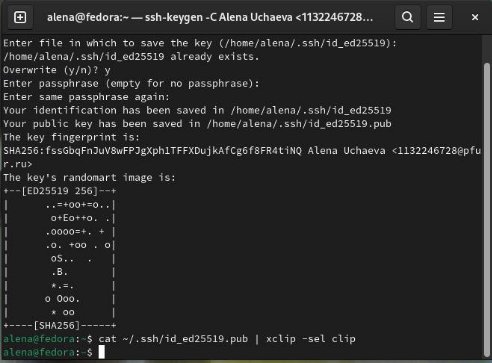 alena@fedora:~ — ssh-keygen -C Alena Uchaeva <1132246728...
Enter file in which to save the key (/home/alena/.ssh/id_ed25519):
/home/alena/.ssh/id_ed25519 already exists.
Overwrite (y/n)? y
Enter passphrase (empty for no passphrase):
Enter same passphrase again:
Your identification has been saved in /home/alena/.ssh/id_ed25519
Your public key has been saved in /home/alena/.ssh/id_ed25519.pub
The key fingerprint is:
SHA256:fssGbqFnJuV8wFPJgXph1TFFXDujkAfCg6f8FR4tiNQ Alena Uchaeva <1132246728@pfu
r.ru>
The key's randomart image is:
+--[ED25519 256]--+
|      ..=+oo+=o..|
|       o+Eo++o. .|
|      .oooo=+. + |
|      .o. +oo . o|
|       oS..  .   |
|       .B.       |
|       *.=.      |
|      o Ooo.     |
|       * oo      |
+----[SHA256]-----+
alena@fedora:~$ cat ~/.ssh/id_ed25519.pub | xclip -sel clip
alena@fedora:~$